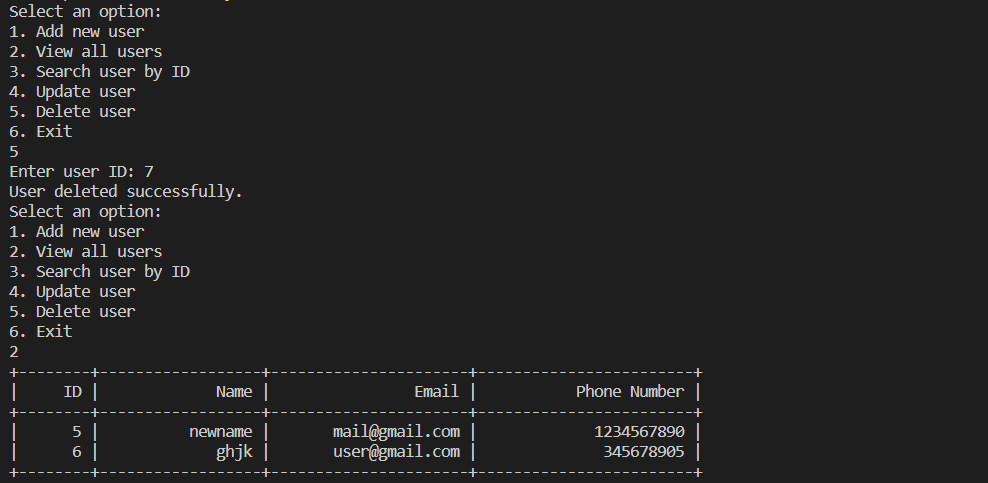 Select an option:
1. Add new user
2. View all users
3. Search user by ID
4. Update user
5. Delete user
6. Exit
5
Enter user ID: 7
User deleted successfully.
Select an option:
1. Add new user
2. View all users
3. Search user by ID
4. Update user
5. Delete user
6. Exit
2
+--------+------------------+----------------------+------------------------+
|     ID |             Name |                Email |           Phone Number |
+--------+------------------+----------------------+------------------------+
|      5 |          newname |       mail@gmail.com |             1234567890 |
|      6 |             ghjk |       user@gmail.com |              345678905 |
+--------+------------------+----------------------+------------------------+